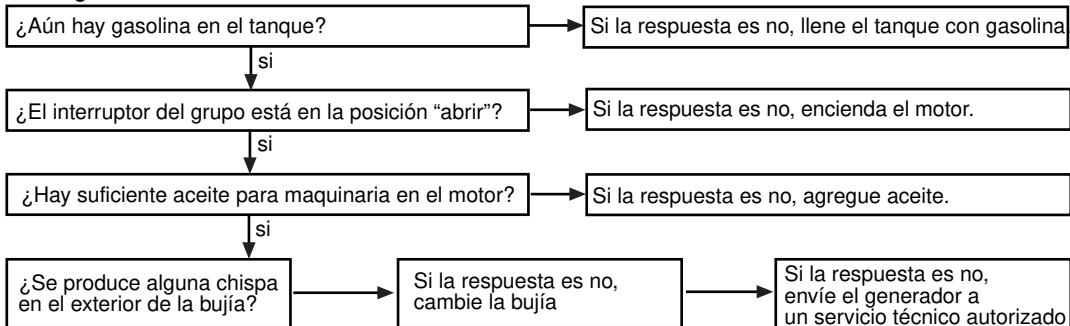 ¿Aún hay gasolina en el tanque?
Si la respuesta es no, llene el tanque con gasolina.
si
¿El interruptor del grupo está en la posición “abrir”?
Si la respuesta es no, encienda el motor.
si
¿Hay suficiente aceite para maquinaria en el motor?
Si la respuesta es no, agregue aceite.
si
¿Se produce alguna chispa
en el exterior de la bujía?
Si la respuesta es no,
cambie la bujía
Si la respuesta es no,
envíe el generador a
un servicio técnico autorizado